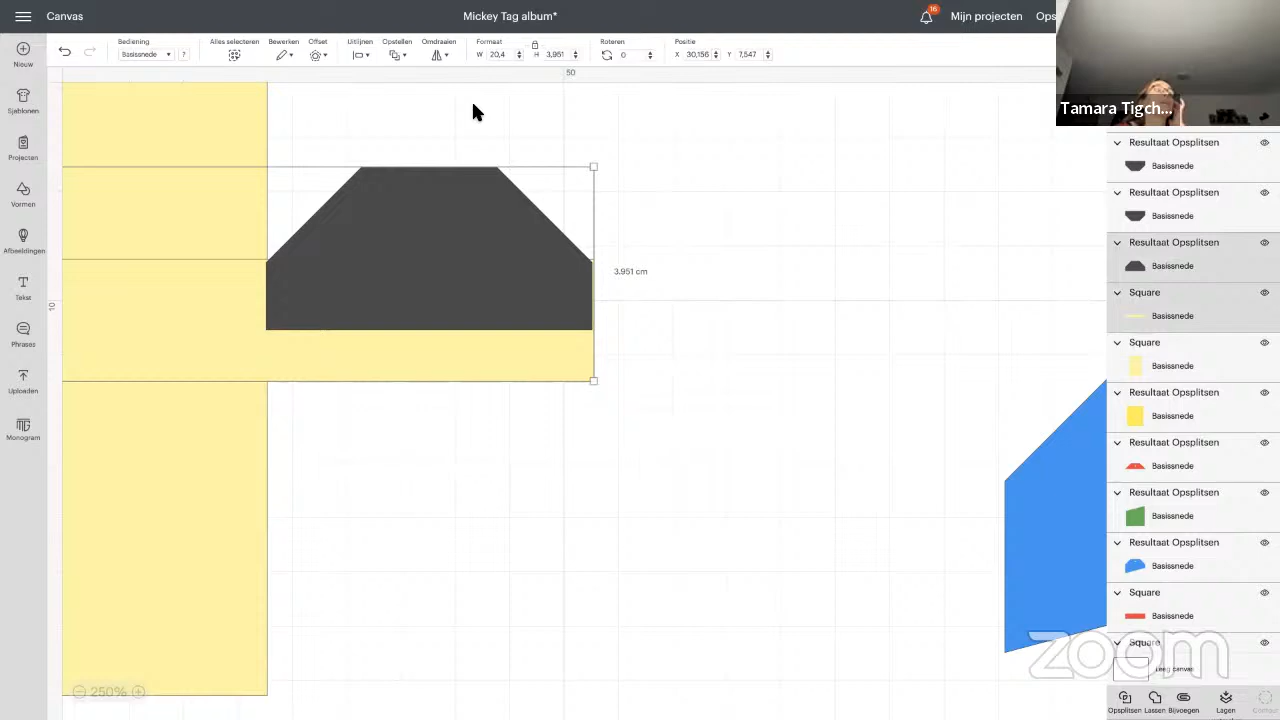 Canvas
Mickey Tag album*
16
Mijn projecten
Ops
Tamara Tigch...
Nieuw
Sjablonen
Projecten
Vormen
Afbeeldingen
Tekst
Phrases
Uploaden
Monogram
Bediening
Basissnede
?
Alles selecteren
Bewerken
Offset
Uitlijnen
Opstellen
Omdraaien
Formaat
W 20,4
H 3,951
Roteren
0
Positie
X 30,156
Y 7,547
50
10
3.951 cm
250%
Resultaat Opsplitsen
Basissnede
Resultaat Opsplitsen
Basissnede
Resultaat Opsplitsen
Basissnede
Square
Basissnede
Square
Basissnede
Resultaat Opsplitsen
Basissnede
Resultaat Opsplitsen
Basissnede
Resultaat Opsplitsen
Basissnede
Resultaat Opsplitsen
Basissnede
Square
Basissnede
Square
Leeg canvas
zoom
Opsplitsen
Lassen
Bijvoegen
Lagen
Contour